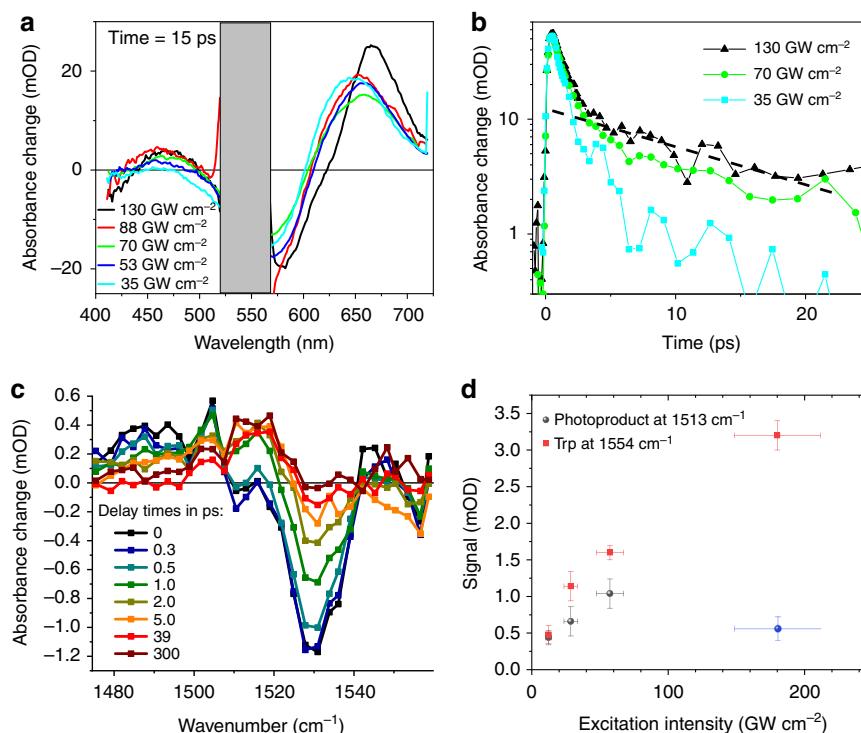 a
Time = 15 ps
20
0
−20
Absorbance change (mOD)
130 GW cm⁻²
88 GW cm⁻²
70 GW cm⁻²
53 GW cm⁻²
35 GW cm⁻²
400 450 500 550 600 650 700
Wavelength (nm)
b
130 GW cm⁻²
70 GW cm⁻²
35 GW cm⁻²
10
1
Absorbance change (mOD)
0 10 20
Time (ps)
c
0.6
0.4
0.2
0.0
−0.2
−0.4
−0.6
−0.8
−1.0
−1.2
Absorbance change (mOD)
Delay times in ps:
0
0.3
0.5
1.0
2.0
5.0
39
300
1480 1500 1520 1540
Wavenumber (cm⁻¹)
d
Photoproduct at 1513 cm⁻¹
Trp at 1554 cm⁻¹
3.5
3.0
2.5
2.0
1.5
1.0
0.5
0.0
Signal (mOD)
0 100 200
Excitation intensity (GW cm⁻²)